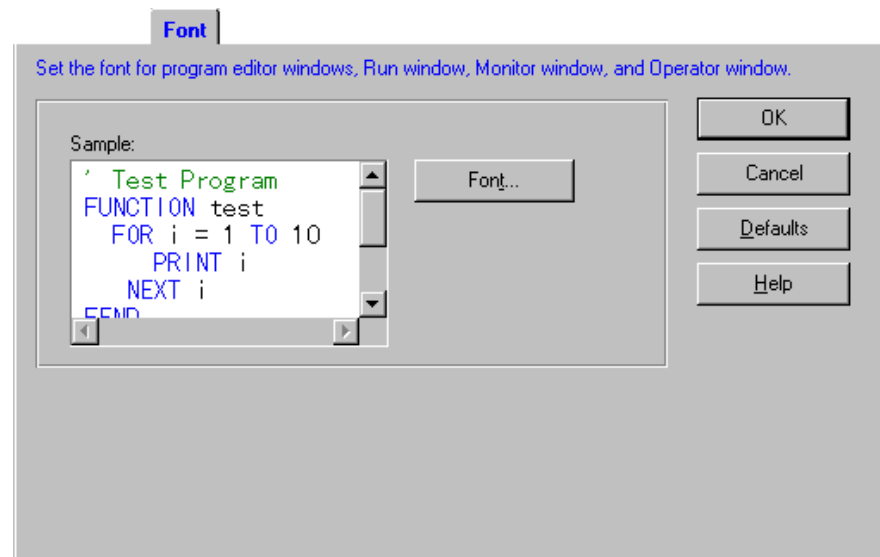 Font
Set the font for program editor windows, Run window, Monitor window, and Operator window.
Sample:
' Test Program
FUNCTION test
FOR i = 1 TO 10
PRINT i
NEXT i
FEND
Font...
OK
Cancel
Defaults
Help